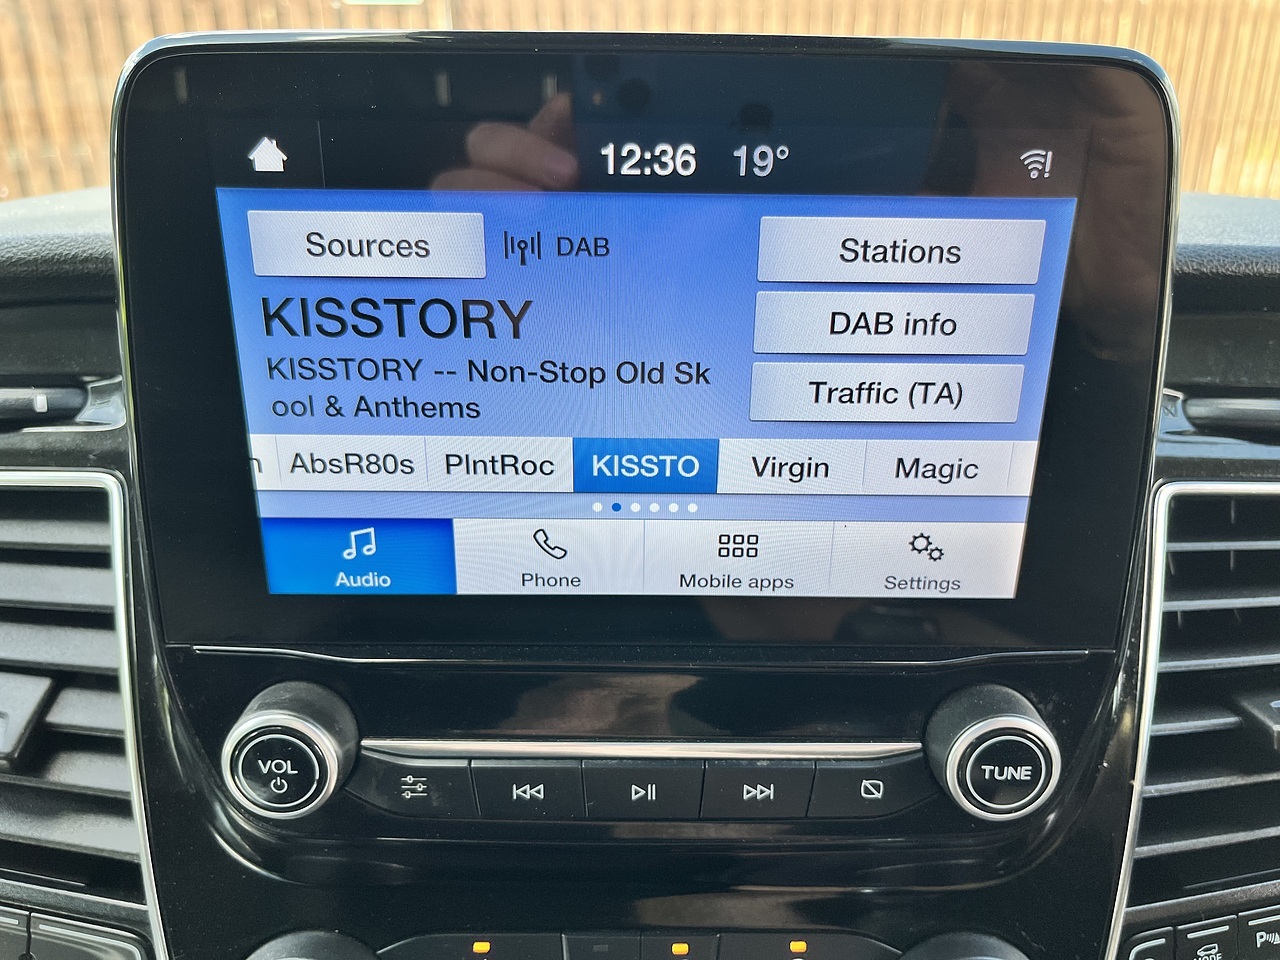 12:36 19°
Sources DAB Stations
KISSTORY DAB info
KISSTORY -- Non-Stop Old Sk
ool & Anthems
Traffic (TA)
AbsR80s PlntRoc KISSTO Virgin Magic
Audio Phone Mobile apps Settings
VOL TUNE
MODE P